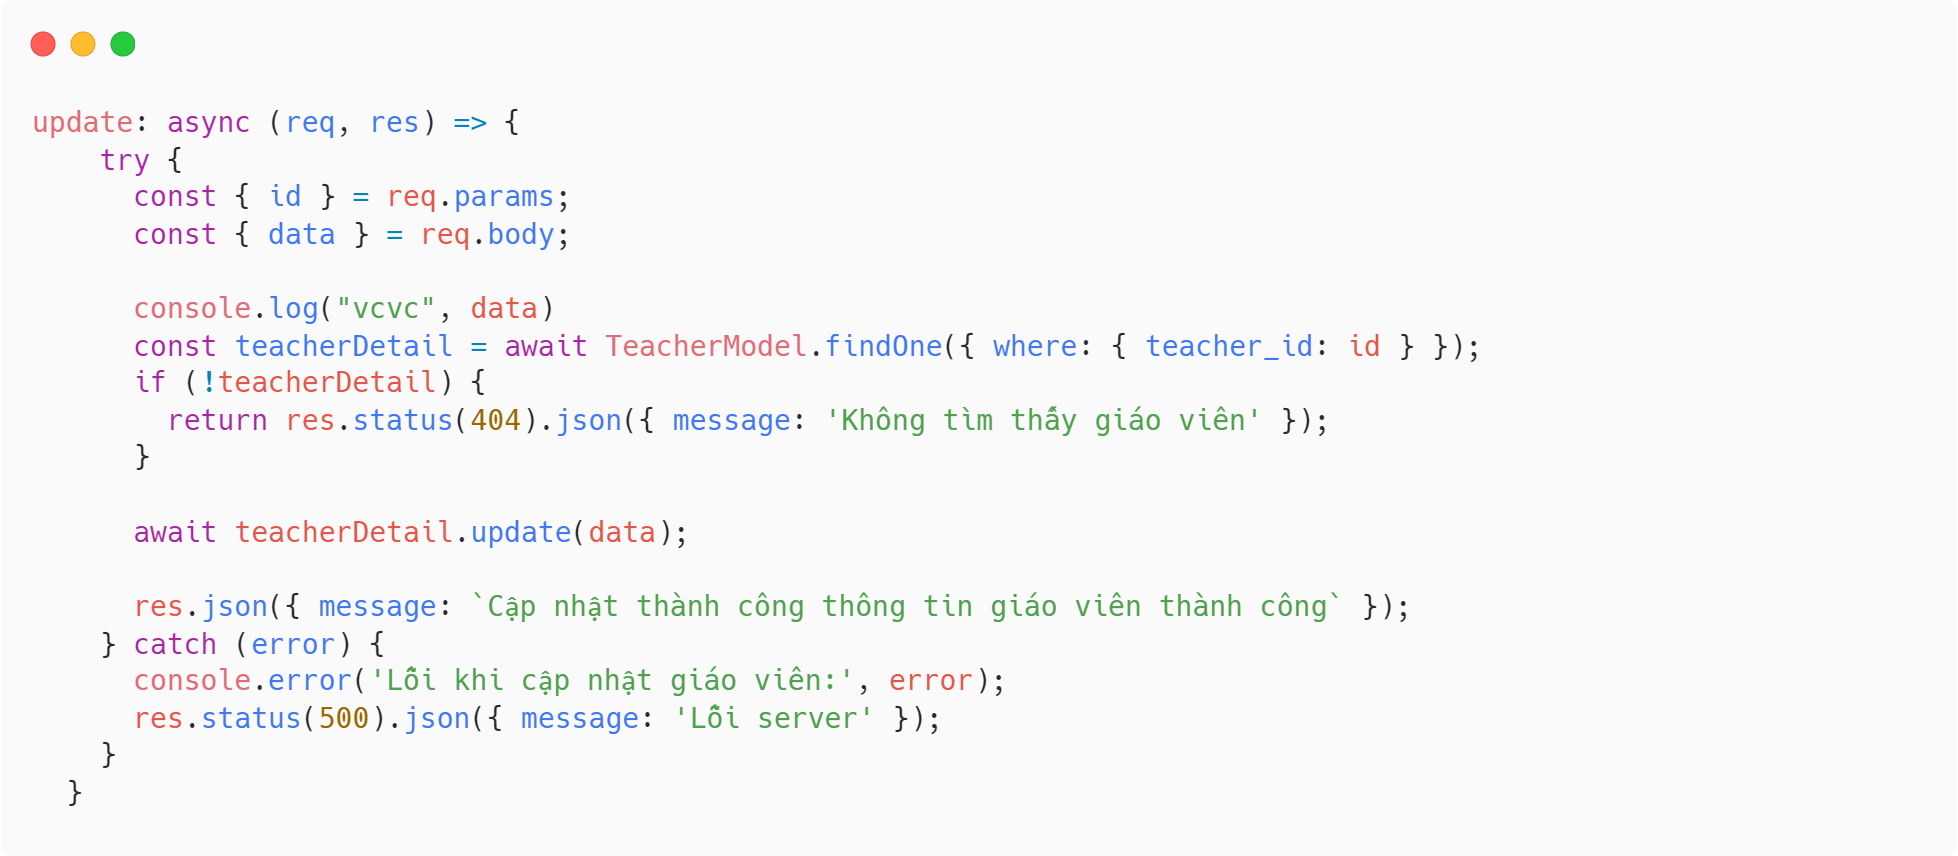 update: async (req, res) => {
    try {
      const { id } = req.params;
      const { data } = req.body;

      console.log("vcvc", data)
      const teacherDetail = await TeacherModel.findOne({ where: { teacher_id: id } });
      if (!teacherDetail) {
        return res.status(404).json({ message: 'Không tìm thấy giáo viên' });
      }

      await teacherDetail.update(data);

      res.json({ message: `Cập nhật thành công thông tin giáo viên thành công` });
    } catch (error) {
      console.error('Lỗi khi cập nhật giáo viên:', error);
      res.status(500).json({ message: 'Lỗi server' });
    }
  }